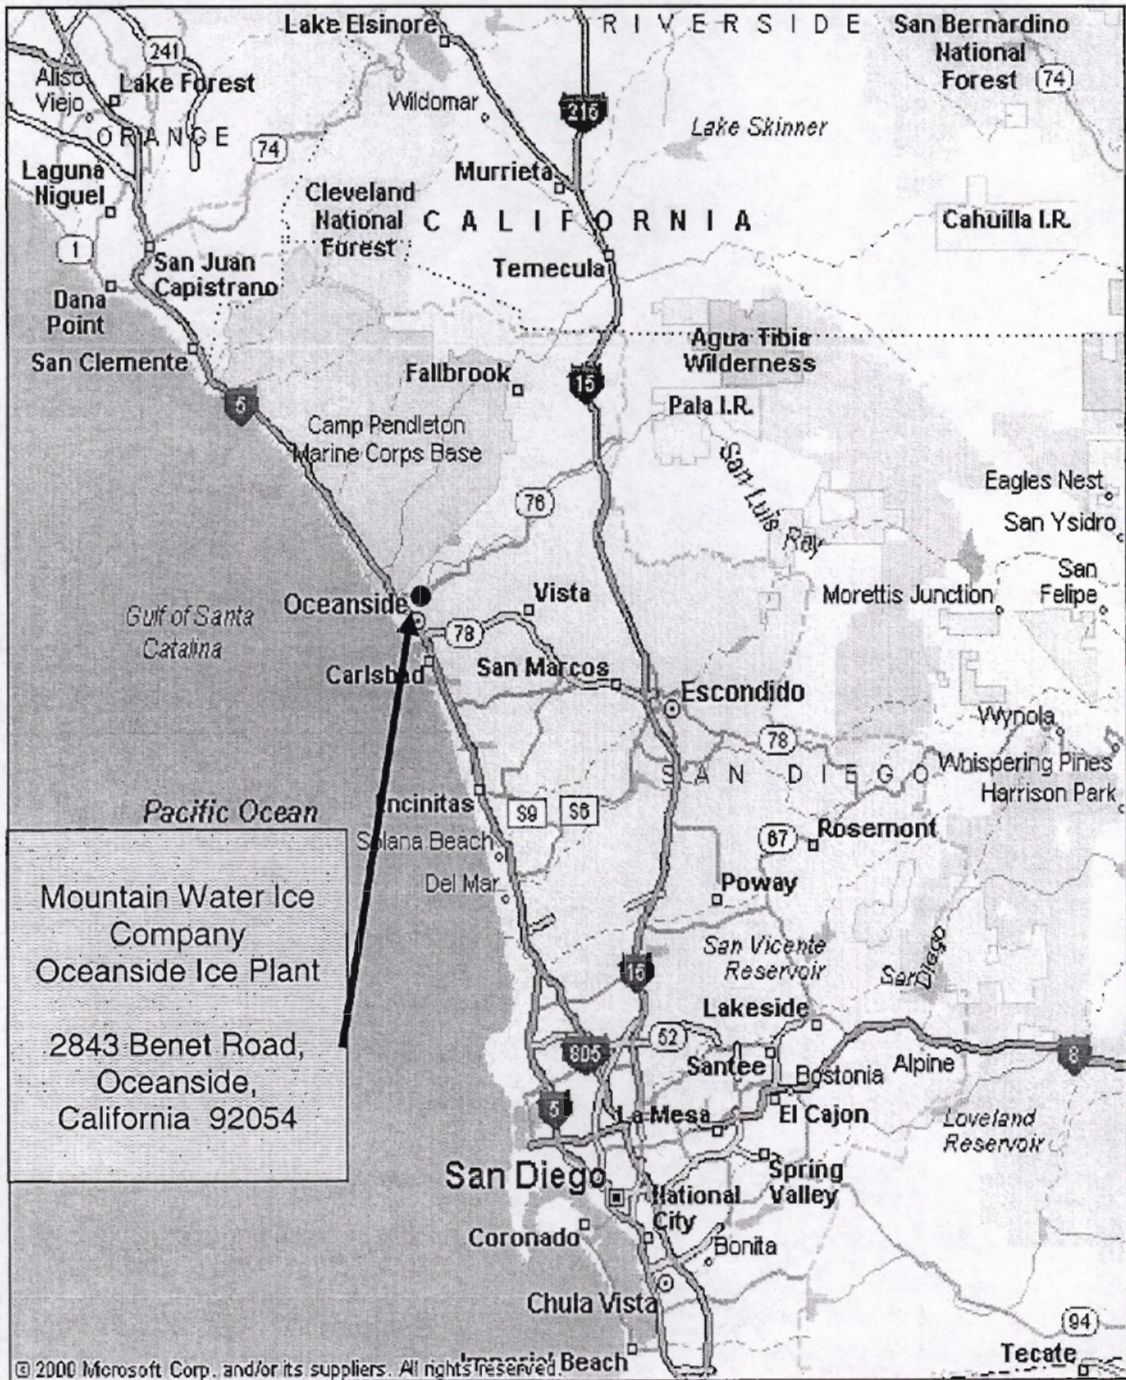 Lake Elsinore
R I V E R S I D E
San Bernardino
National
Forest
74
241
Aliso
Viejo
Lake Forest
Wildomar
215
Lake Skinner
O R A N G E
74
Laguna
Niguel
Murrieta
Cleveland
National
Forest
C A L I F O R N I A
Cahuilla I.R.
1
San Juan
Capistrano
Temecula
Dana
Point
San Clemente
Agua Tibia
Wilderness
Fallbrook
15
5
Pala I.R.
Camp Pendleton
Marine Corps Base
San Luis Rey
Eagles Nest
76
San Ysidro
San
Felipe
Morettis Junction
Vista
Oceanside
Gulf of Santa
Catalina
78
Carlsbad
San Marcos
Escondido
Wynola
78
S A N D I E G O
Whispering Pines
Harrison Park
Pacific Ocean
Encinitas
S9
S6
Solana Beach
67
Rosemont
Del Mar
Poway
Mountain Water Ice
Company
Oceanside Ice Plant
2843 Benet Road,
Oceanside,
California 92054
San Vicente
Reservoir
San Diego
15
Lakeside
52
805
Santee
Bostonia
Alpine
8
5
La Mesa
El Cajon
Loveland
Reservoir
San Diego
Spring
Valley
National
City
Coronado
Bonita
Chula Vista
94
Imperial Beach
Tecate
© 2000 Microsoft Corp. and/or its suppliers. All rights reserved.